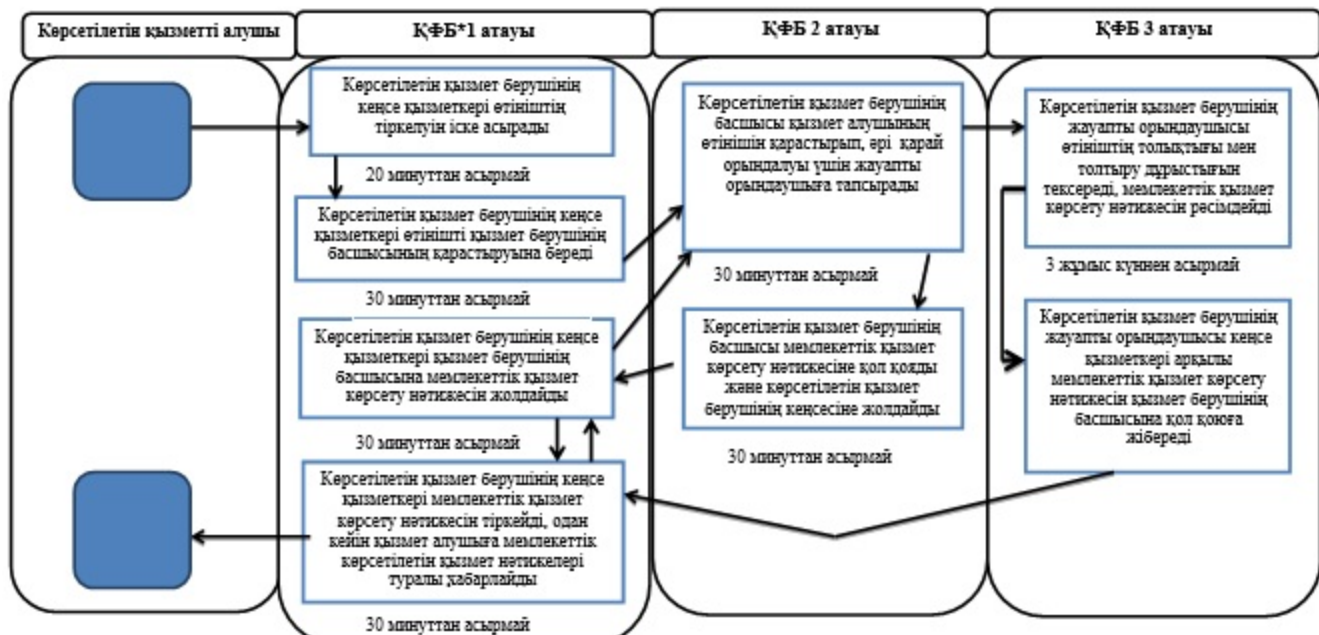 Көрсетілетін қызметті алушы
ҚФБ*1 атауы
ҚФБ 2 атауы
ҚФБ 3 атауы
Көрсетілетін қызмет берушінің
кеңсе қызметкері өтініштің
тіркелуін іске асырады
20 минуттан асырмай
Көрсетілетін қызмет берушінің кеңсе
қызметкері өтінішті қызмет берушінің
басшысының қарастыруына береді
30 минуттан асырмай
Көрсетілетін қызмет берушінің кеңсе
қызметкері қызмет берушінің
басшысына мемлекеттік қызмет
көрсету нәтижесін жолдайды
30 минуттан асырмай
Көрсетілетін қызмет берушінің кеңсе
қызметкері мемлекеттік қызмет
көрсету нәтижесін тіркейді, одан
кейін қызмет алушыға мемлекеттік
көрсетілетін қызмет нәтижелері
туралы хабарлайды
30 минуттан асырмай
Көрсетілетін қызмет берушінің
басшысы қызмет алушының
өтінішін қарастырып, әрі қарай
орындалуы үшін жауапты
орындаушыға тапсырады
30 минуттан асырмай
Көрсетілетін қызмет берушінің
басшысы мемлекеттік қызмет
көрсету нәтижесіне қол қояды
және көрсетілетін қызмет
берушінің кеңсесіне жолдайды
30 минуттан асырмай
Көрсетілетін қызмет берушінің
жауапты орындаушысы
өтініштің толықтығы мен
толтыру дұрыстығын
тексереді, мемлекеттік қызмет
көрсету нәтижесін рәсімдейді
3 жұмыс күннен асырмай
Көрсетілетін қызмет берушінің
жауапты орындаушысы кеңсе
қызметкері арқылы
мемлекеттік қызмет көрсету
нәтижесін қызмет берушінің
басшысына қол қоюға
жібереді